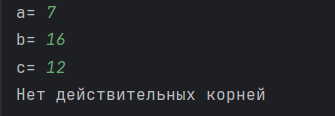 a= 7
b= 16
c= 12
Нет действительных корней